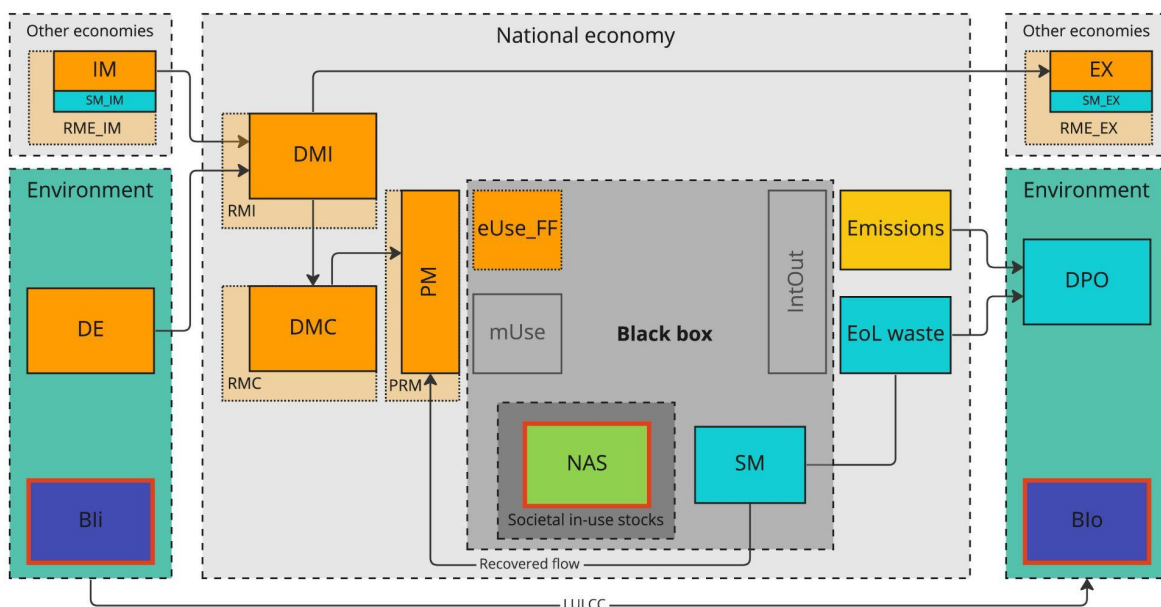 Other economies
IM
SM_IM
RME_IM
National economy
Other economies
EX
SM_EX
RME_EX
Environment
DE
BIi
DMI
RMI
DMC
RMC
PM
PRM
eUse_FF
mUse
Black box
IntOut
NAS
Societal in-use stocks
SM
Emissions
EoL waste
Environment
DPO
BIo
Recovered flow
LULCC